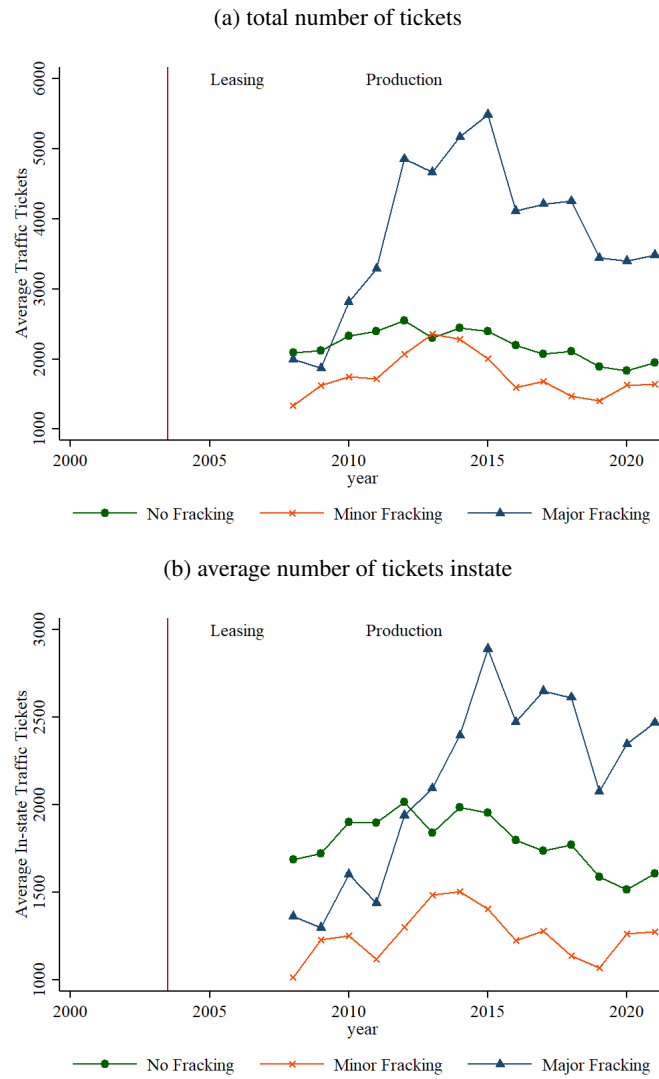 (a) total number of tickets
Leasing Production
6000
5000
4000
3000
2000
1000
Average Traffic Tickets
2000 2005 2010 2015 2020
year
No Fracking Minor Fracking Major Fracking
(b) average number of tickets instate
Leasing Production
3000
2500
2000
1500
1000
Average In-state Traffic Tickets
2000 2005 2010 2015 2020
year
No Fracking Minor Fracking Major Fracking